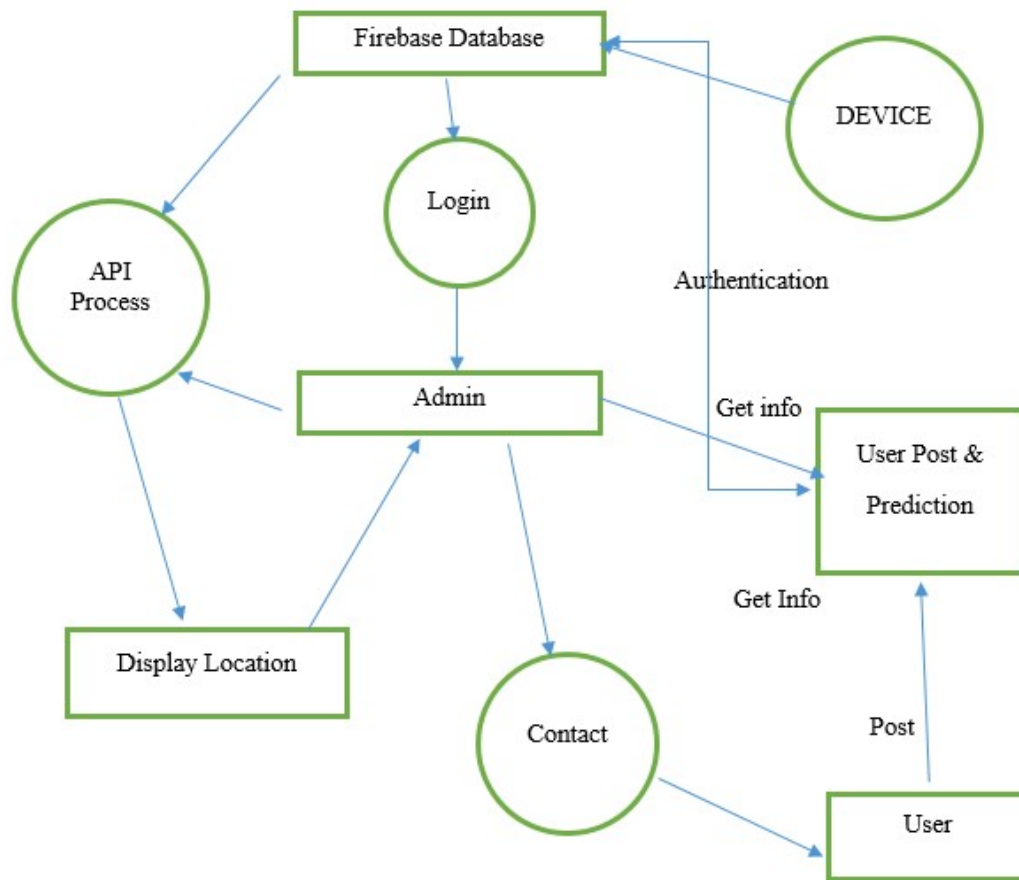 Firebase Database
DEVICE
Login
API
Process
Authentication
Admin
Get info
User Post &
Prediction
Get Info
Display Location
Contact
Post
User